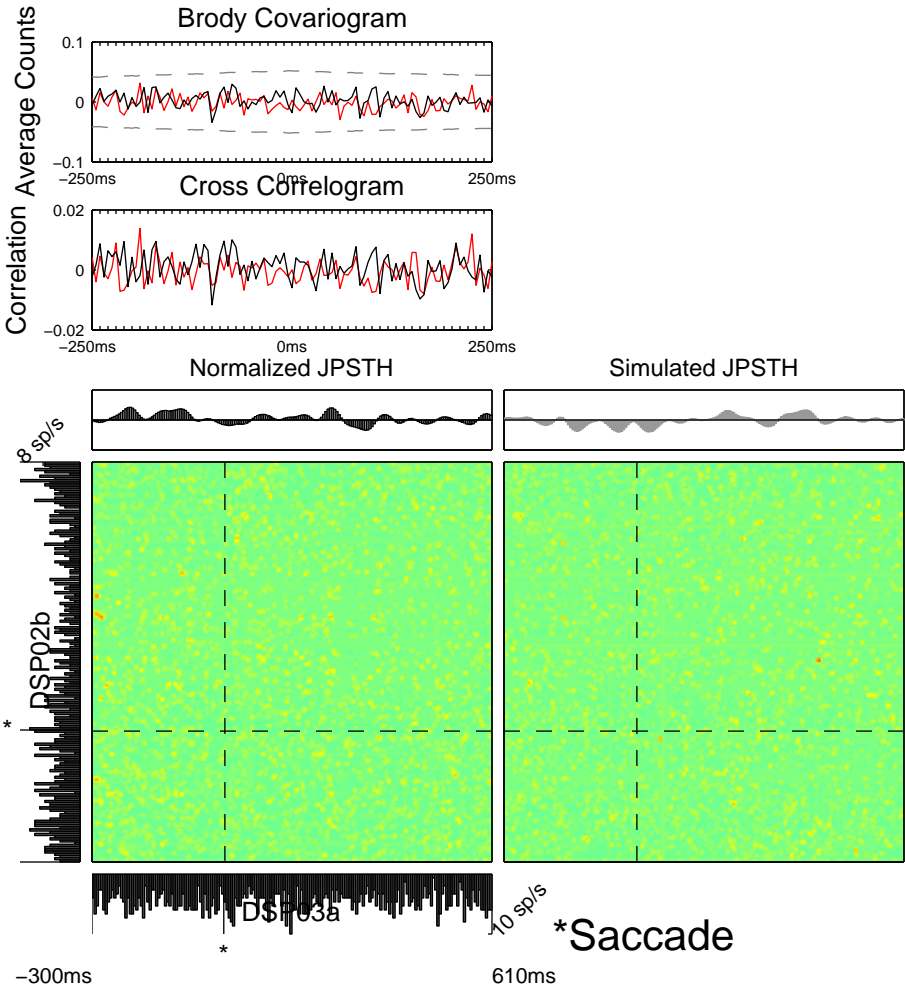 Brody Covariogram
Average Counts
0.1
0
−0.1
−250ms
0ms
250ms
Cross Correlogram
Correlation
0.02
0
−0.02
−250ms
0ms
250ms
Normalized JPSTH
Simulated JPSTH
8 sp/s
DSP02b
*
DSP03a
10 sp/s
*
*Saccade
−300ms
610ms